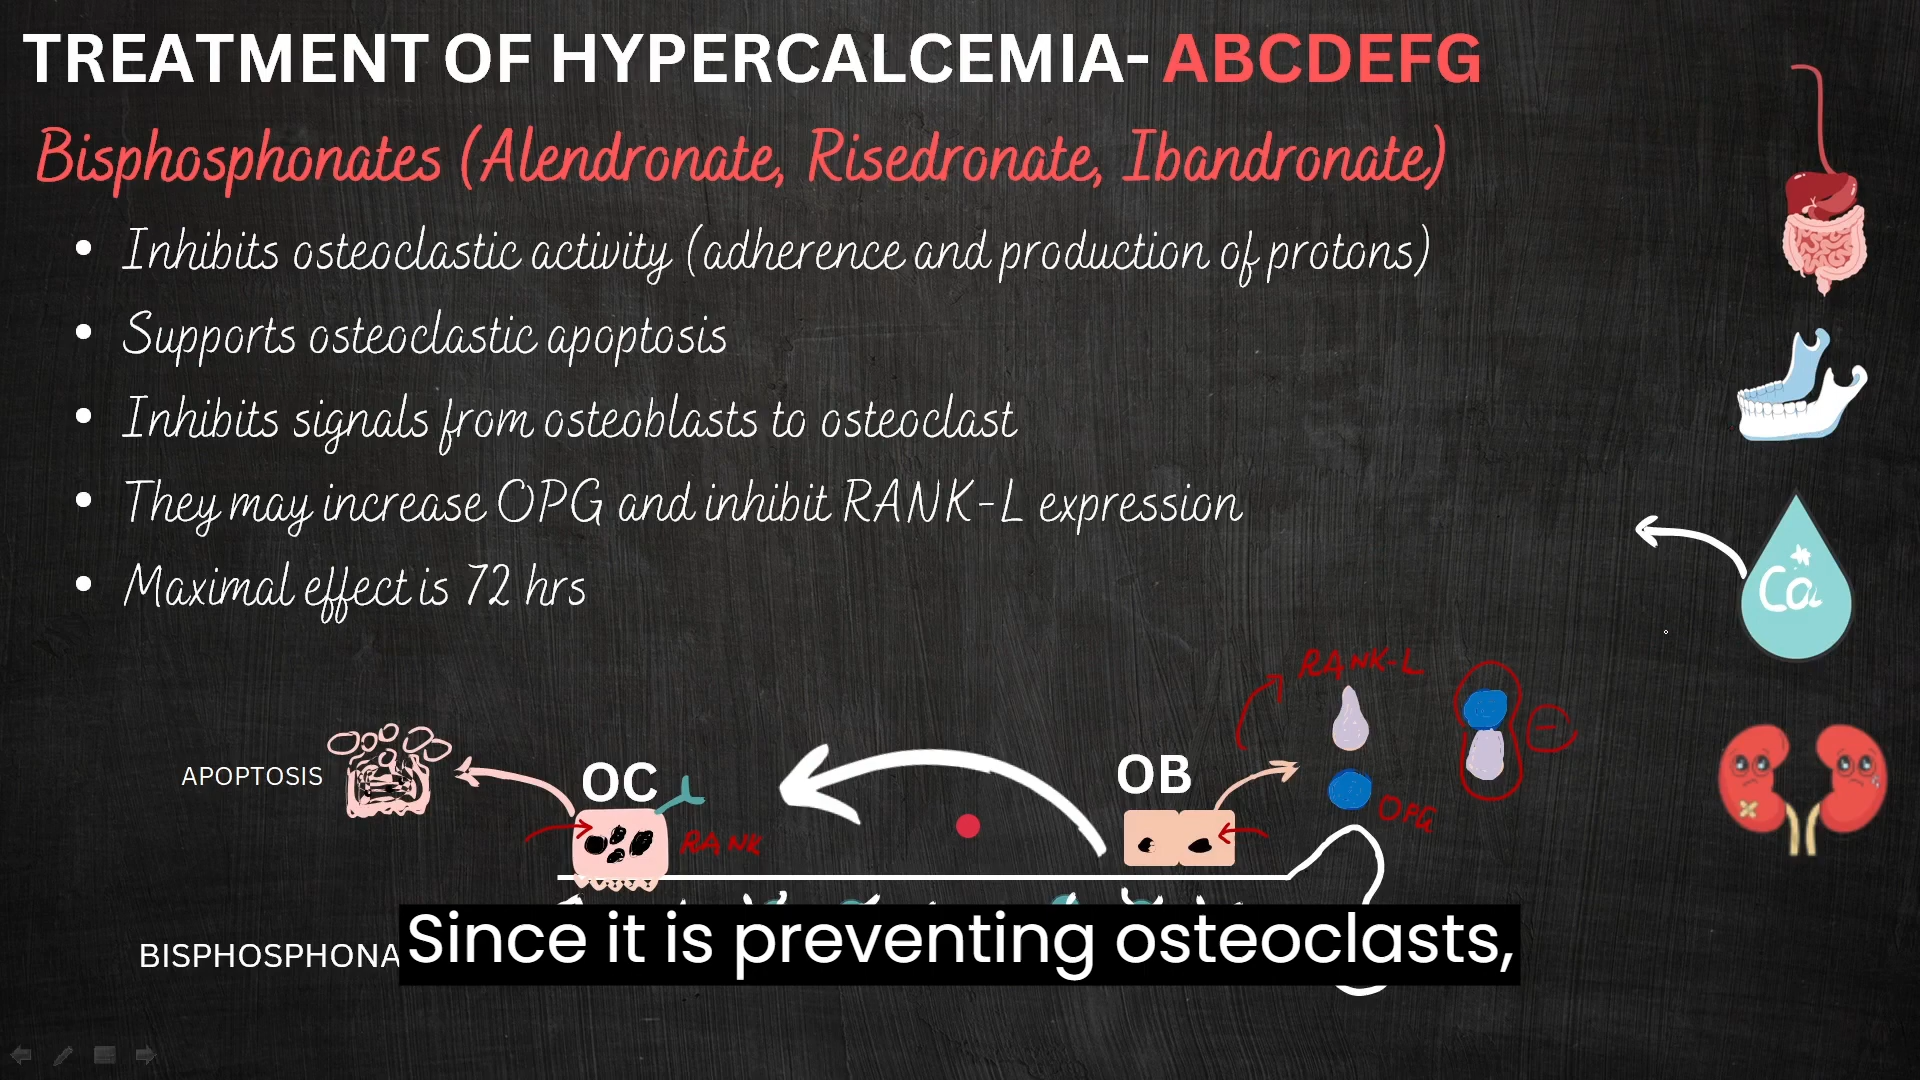 TREATMENT OF HYPERCALCEMIA- ABCDEFG
Bisphosphonates (Alendronate, Risedronate, Ibandronate)
Inhibits osteoclastic activity (adherence and production of protons)
Supports osteoclastic apoptosis
Inhibits signals from osteoblasts to osteoclast
They may increase OPG and inhibit RANK-L expression
Maximal effect is 72 hrs
Ca
RANK-L
APOPTOSIS
OC
OB
OPG
RANK
BISPHOSPHONA
Since it is preventing osteoclasts,